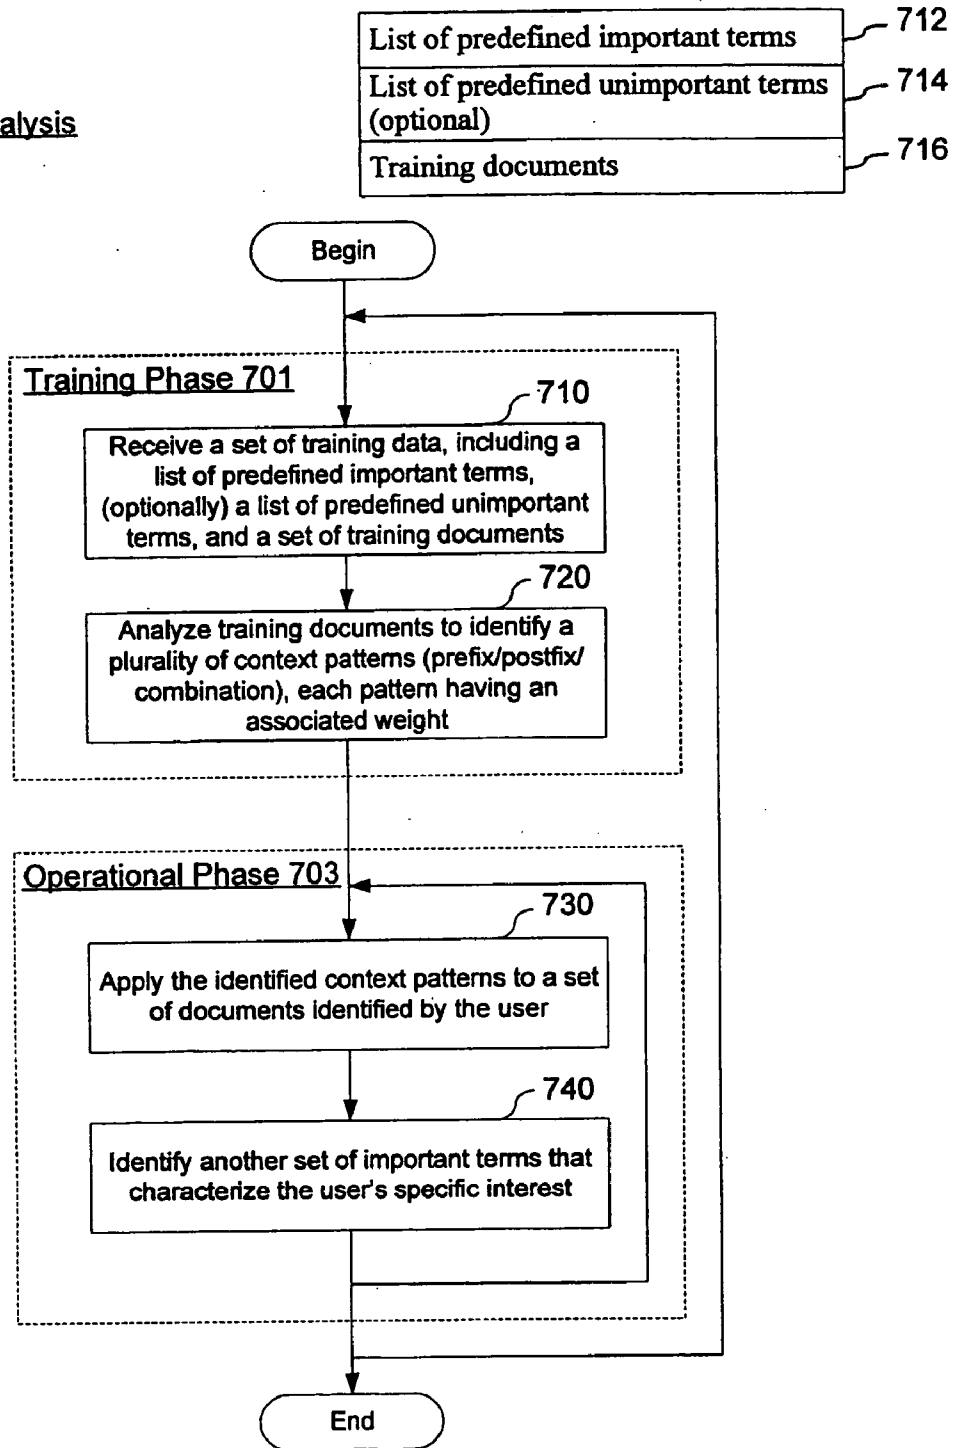 List of predefined important terms
712
List of predefined unimportant terms
(optional)
714
Training documents
716
alysis
Begin
Training Phase 701
710
Receive a set of training data, including a
list of predefined important terms,
(optionally) a list of predefined unimportant
terms, and a set of training documents
720
Analyze training documents to identify a
plurality of context patterns (prefix/postfix/
combination), each pattern having an
associated weight
Operational Phase 703
730
Apply the identified context patterns to a set
of documents identified by the user
740
Identify another set of important terms that
characterize the user's specific interest
End